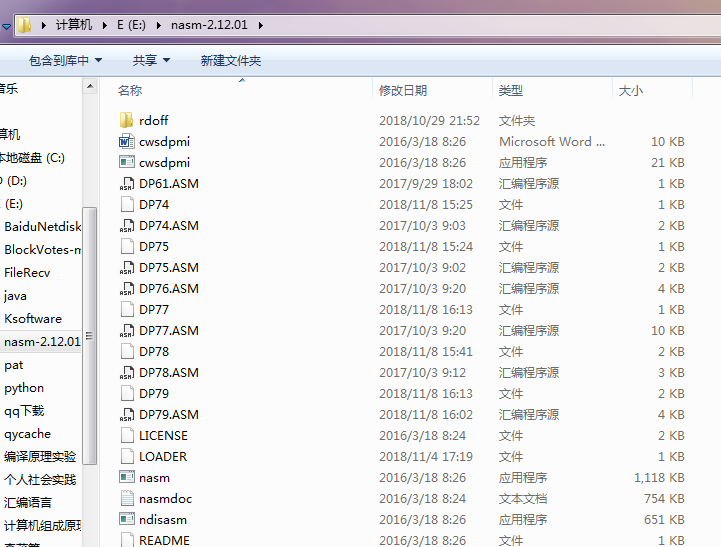 计算机 E (E:) nasm-2.12.01
包含到库中 共享 新建文件夹
名称 修改日期 类型 大小
rdoff 2018/10/29 21:52 文件夹
cwsdpmi 2016/3/18 8:26 Microsoft Word ... 10 KB
cwsdpmi 2016/3/18 8:26 应用程序 21 KB
DP61.ASM 2017/9/29 18:02 汇编程序源 1 KB
DP74 2018/11/8 15:25 文件 1 KB
DP74.ASM 2017/10/3 9:03 汇编程序源 2 KB
DP75 2018/11/8 15:24 文件 1 KB
DP75.ASM 2017/10/3 9:02 汇编程序源 2 KB
DP76.ASM 2017/10/3 9:20 汇编程序源 4 KB
DP77 2018/11/8 16:13 文件 1 KB
DP77.ASM 2017/10/3 9:20 汇编程序源 10 KB
DP78 2018/11/8 15:41 文件 2 KB
DP78.ASM 2017/10/3 9:12 汇编程序源 3 KB
DP79 2018/11/8 16:13 文件 2 KB
DP79.ASM 2018/11/8 16:02 汇编程序源 4 KB
LICENSE 2016/3/18 8:24 文件 2 KB
LOADER 2018/11/4 17:19 文件 1 KB
nasm 2016/3/18 8:26 应用程序 1,118 KB
nasmdoc 2016/3/18 8:24 文本文档 754 KB
ndisasm 2016/3/18 8:26 应用程序 651 KB
README 2016/3/18 8:24 文件 1 KB
音乐
算机
本地磁盘 (C:)
(D:)
(E:)
BaiduNetdisk
BlockVotes-m
FileRecv
java
Ksoftware
nasm-2.12.01
pat
python
qq下载
qycache
编译原理实验
个人社会实践
汇编语言
计算机组成原理